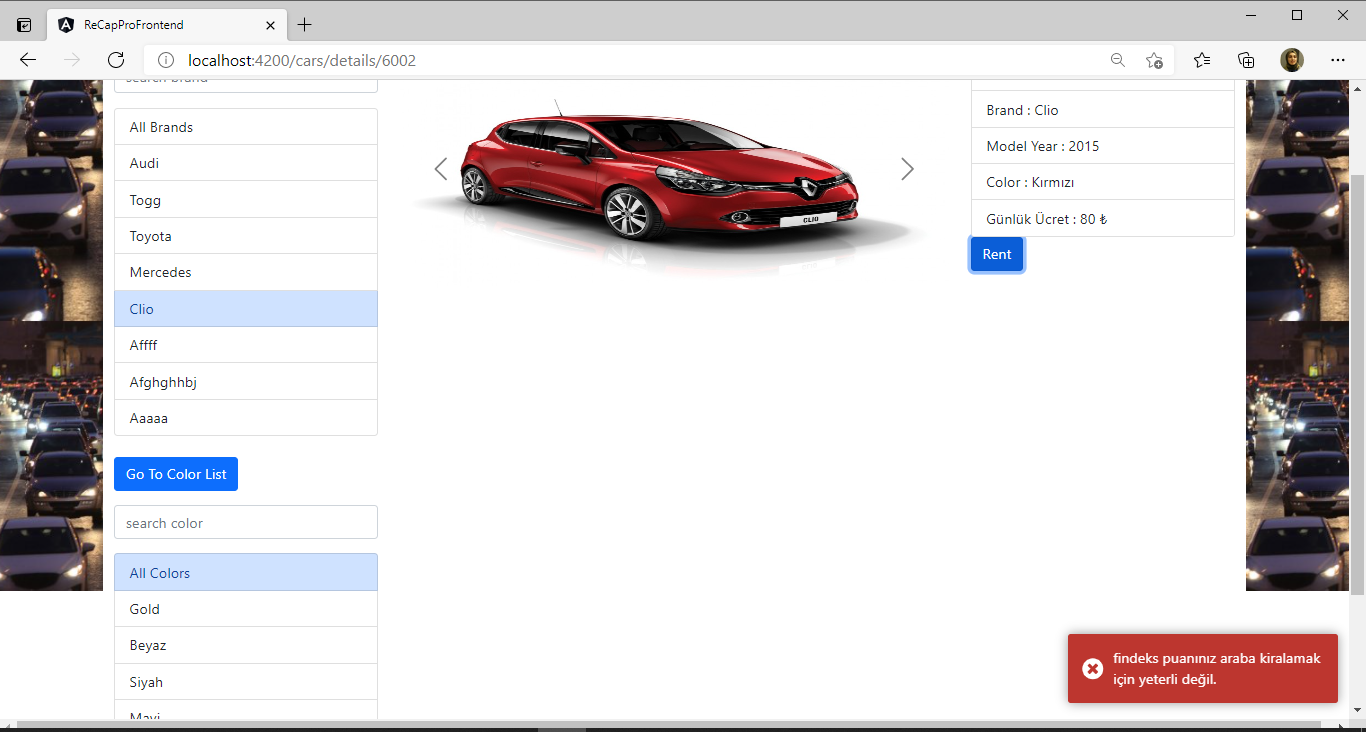 ReCapProFrontend
localhost:4200/cars/details/6002
search brand
All Brands
Audi
Togg
Toyota
Mercedes
Clio
Affff
Afghghhbj
Aaaaa
Go To Color List
search color
All Colors
Gold
Beyaz
Siyah
Mavi
CLIO
Brand : Clio
Model Year : 2015
Color : Kırmızı
Günlük Ücret : 80 ₺
Rent
findeks puanınız araba kiralamak
için yeterli değil.